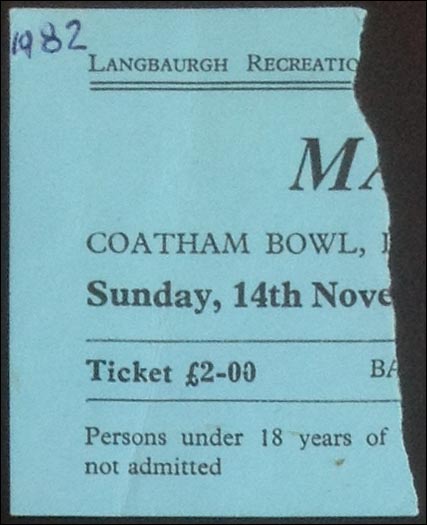 1982
LANGBAURGH RECREATIO
MA
COATHAM BOWL,
Sunday, 14th Nove
Ticket £2-00 BA
Persons under 18 years of
not admitted